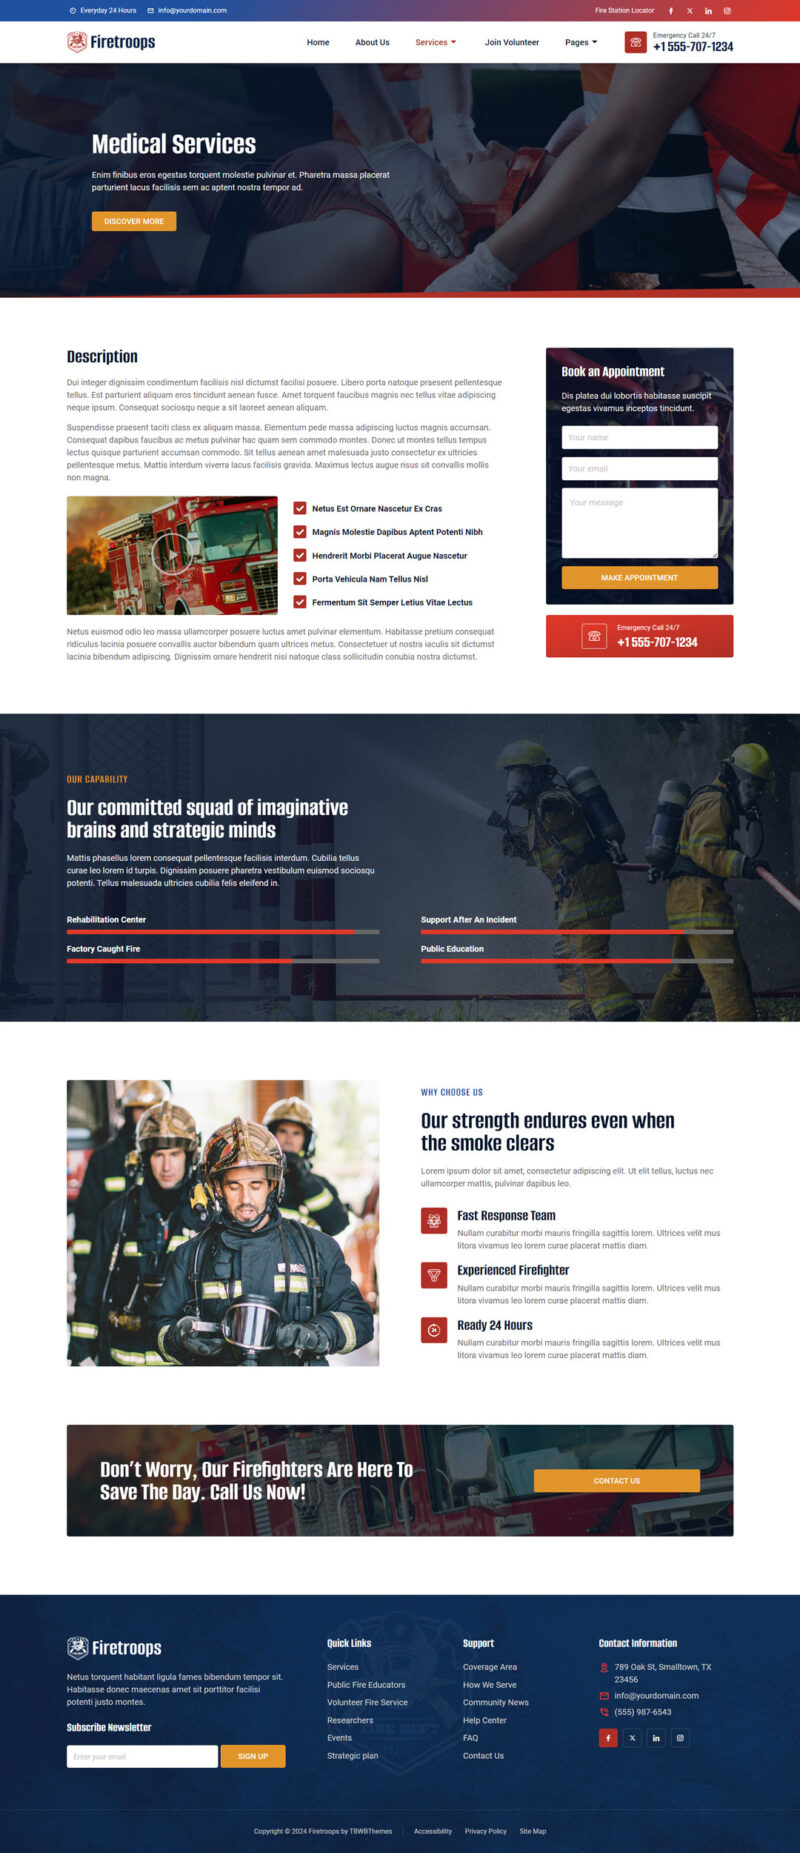 Everyday 24 Hours
info@yourdomain.com
Fire Station Locator
Firetroops
Home
About Us
Services
Join Volunteer
Pages
Emergency Call 24/7
+1 555-707-1234
Medical Services
Enim finibus eros egestas torquent molestie pulvinar et. Pharetra massa placerat
parturient lacus facilisis sem ac aptent nostra tempor ad.
DISCOVER MORE
Description
Dui integer dignissim condimentum facilisis nisl dictumst facilisi posuere. Libero porta natoque praesent pellentesque
tellus. Est parturient aliquam eros tincidunt aenean fusce. Amet torquent faucibus magnis nec tellus vitae adipiscing
neque ipsum. Consequat sociosqu neque a sit laoreet aenean aliquam.
Suspendisse praesent taciti class ex aliquam massa. Elementum pede massa adipiscing luctus magnis accumsan.
Consequat dapibus faucibus ac metus pulvinar hac quam sem commodo montes. Donec ut montes tellus tempus
lectus quisque parturient accumsan commodo. Sit tellus aenean amet malesuada justo consectetur ex ultricies
pellentesque metus. Mattis interdum viverra lacus facilisis gravida. Maximus lectus augue risus sit convallis mollis
non magna.
Netus Est Ornare Nascetur Ex Cras
Magnis Molestie Dapibus Aptent Potenti Nibh
Hendrerit Morbi Placerat Augue Nascetur
Porta Vehicula Nam Tellus Nisl
Fermentum Sit Semper Letius Vitae Lectus
Netus euismod odio leo massa ullamcorper posuere luctus amet pulvinar elementum. Habitasse pretium consequat
ridiculus lacinia posuere convallis auctor bibendum quam ultrices metus. Consectetuer ut nostra iaculis sit dictumst
lacinia bibendum adipiscing. Dignissim ornare hendrerit nisi natoque class sollicitudin conubia nostra dictumst.
Book an Appointment
Dis platea dui lobortis habitasse suscipit
egestas vivamus inceptos tincidunt.
Your name
Your email
Your message
MAKE APPOINTMENT
Emergency Call 24/7
+1 555-707-1234
OUR CAPABILITY
Our committed squad of imaginative
brains and strategic minds
Mattis phasellus lorem consequat pellentesque facilisis interdum. Cubilia tellus
curae leo lorem id turpis. Dignissim posuere pharetra vestibulum euismod sociosqu
potenti. Tellus malesuada ultricies cubilia felis eleifend in.
Rehabilitation Center
Support After An Incident
Factory Caught Fire
Public Education
WHY CHOOSE US
Our strength endures even when
the smoke clears
Lorem ipsum dolor sit amet, consectetur adipiscing elit. Ut elit tellus, luctus nec
ullamcorper mattis, pulvinar dapibus leo.
Fast Response Team
Nullam curabitur morbi mauris fringilla sagittis lorem. Ultrices velit mus
litora vivamus leo lorem curae placerat mattis diam.
Experienced Firefighter
Nullam curabitur morbi mauris fringilla sagittis lorem. Ultrices velit mus
litora vivamus leo lorem curae placerat mattis diam.
Ready 24 Hours
Nullam curabitur morbi mauris fringilla sagittis lorem. Ultrices velit mus
litora vivamus leo lorem curae placerat mattis diam.
Don't Worry, Our Firefighters Are Here To
Save The Day. Call Us Now!
CONTACT US
Firetroops
Netus torquent habitant ligula fames bibendum tempor sit.
Habitasse donec maecenas amet sit porttitor facilisi
potenti justo montes.
Subscribe Newsletter
Enter your email
SIGN UP
Quick Links
Services
Public Fire Educators
Volunteer Fire Service
Researchers
Events
Strategic plan
Support
Coverage Area
How We Serve
Community News
Help Center
FAQ
Contact Us
Contact Information
789 Oak St, Smalltown, TX
23456
info@yourdomain.com
(555) 987-6543
FIRE DEPT
Copyright © 2024 Firetroops by TBWBThemes
Accessibility
Privacy Policy
Site Map